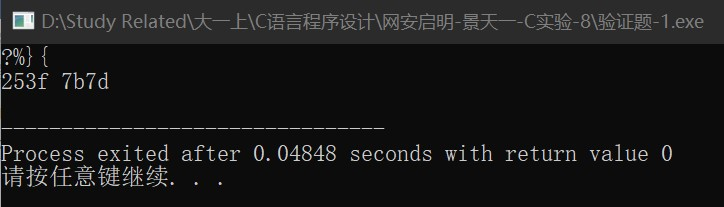 D:\Study Related\大一上\C语言程序设计\网安启明-景天一-C实验-8\验证题-1.exe
?%}{
253f 7b7d
--------------------------------
Process exited after 0.04848 seconds with return value 0
请按任意键继续. . .